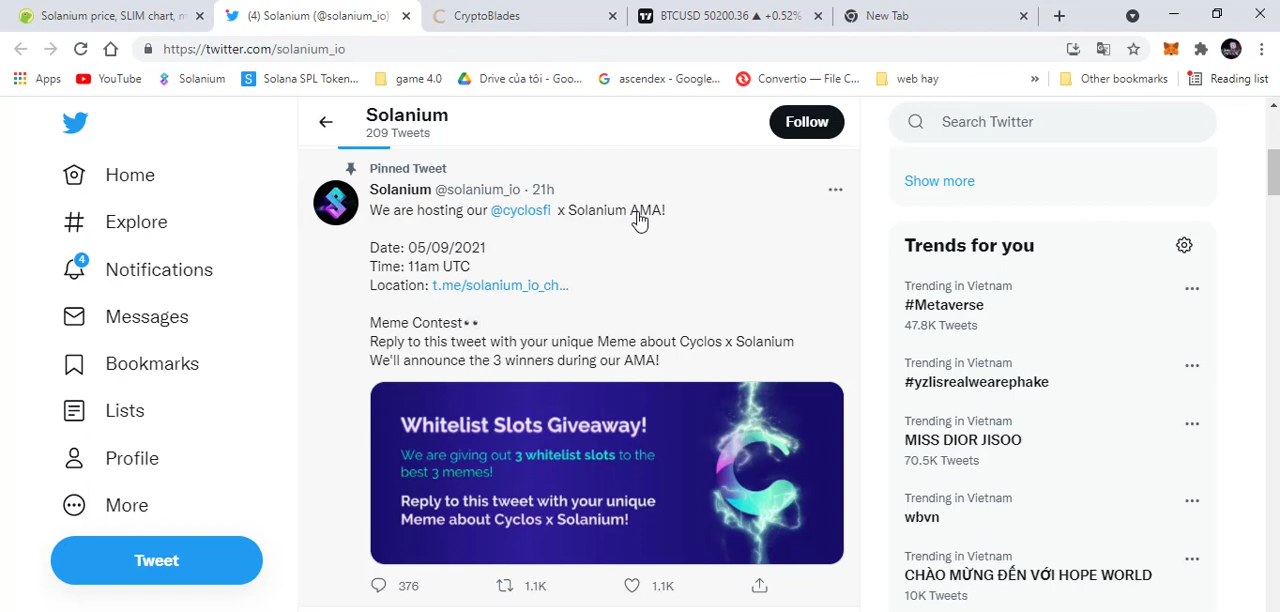 Solanium price, SLIM chart, m
(4) Solanium (@solanium_io)
CryptoBlades
BTCUSD 50200.36 ▲ +0.52%
New Tab
https://twitter.com/solanium_io
Apps
YouTube
Solanium
Solana SPL Token...
game 4.0
Drive của tôi - Goo...
ascendex - Google...
Convertio — File C...
web hay
»
Other bookmarks
Reading list
Home
Explore
4
Notifications
Messages
Bookmarks
Lists
Profile
More
Tweet
Solanium
209 Tweets
Follow
Pinned Tweet
Solanium @solanium_io · 21h
We are hosting our @cyclosfi x Solanium AMA!
Date: 05/09/2021
Time: 11am UTC
Location: t.me/solanium_io_ch...
Meme Contest👀
Reply to this tweet with your unique Meme about Cyclos x Solanium
We'll announce the 3 winners during our AMA!
Whitelist Slots Giveaway!
We are giving out 3 whitelist slots to the
best 3 memes!
Reply to this tweet with your unique
Meme about Cyclos x Solanium!
376
1.1K
1.1K
Search Twitter
Show more
Trends for you
Trending in Vietnam
#Metaverse
47.8K Tweets
Trending in Vietnam
#yzlisrealwearephake
Trending in Vietnam
MISS DIOR JISOO
70.5K Tweets
Trending in Vietnam
wbvn
Trending in Vietnam
CHÀO MỪNG ĐẾN VỚI HOPE WORLD
10K Tweets